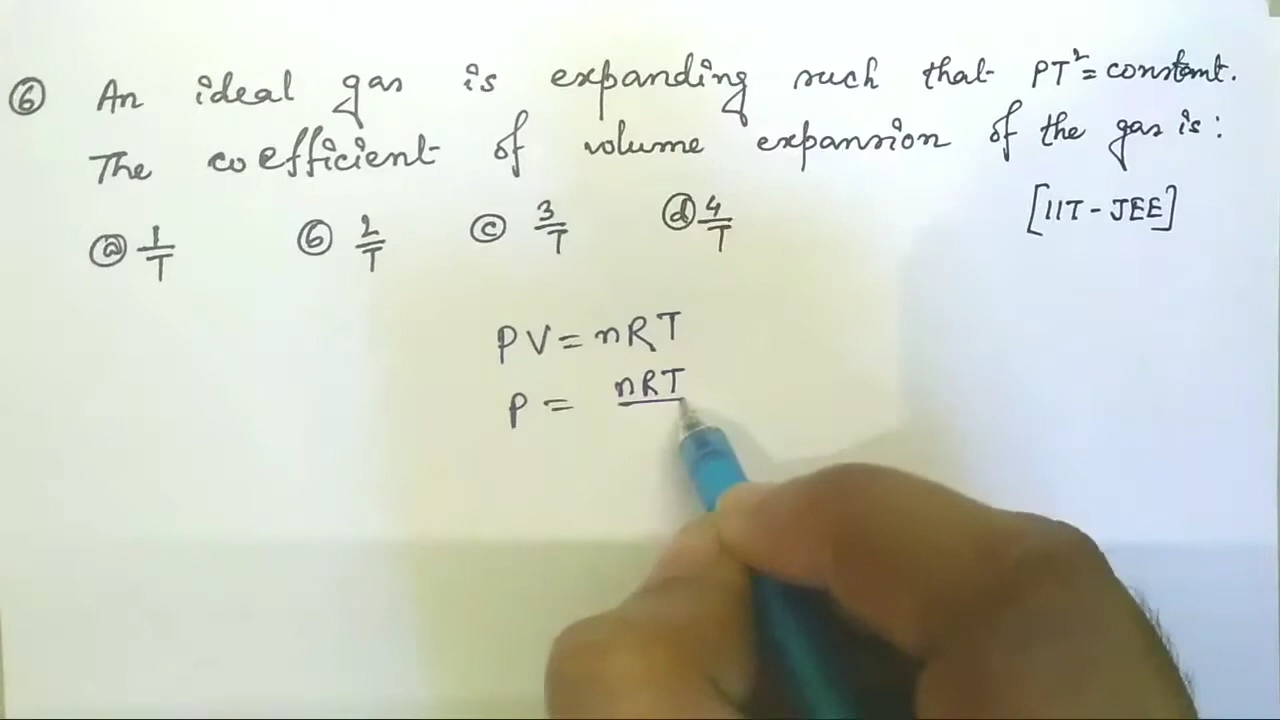 ⑥ An ideal gas is expanding such that PT² = constant.
The coefficient of volume expansion of the gas is:
ⓐ 1/T ⓑ 2/T ⓒ 3/T ⓓ 4/T [IIT - JEE]
PV = nRT
P = nRT